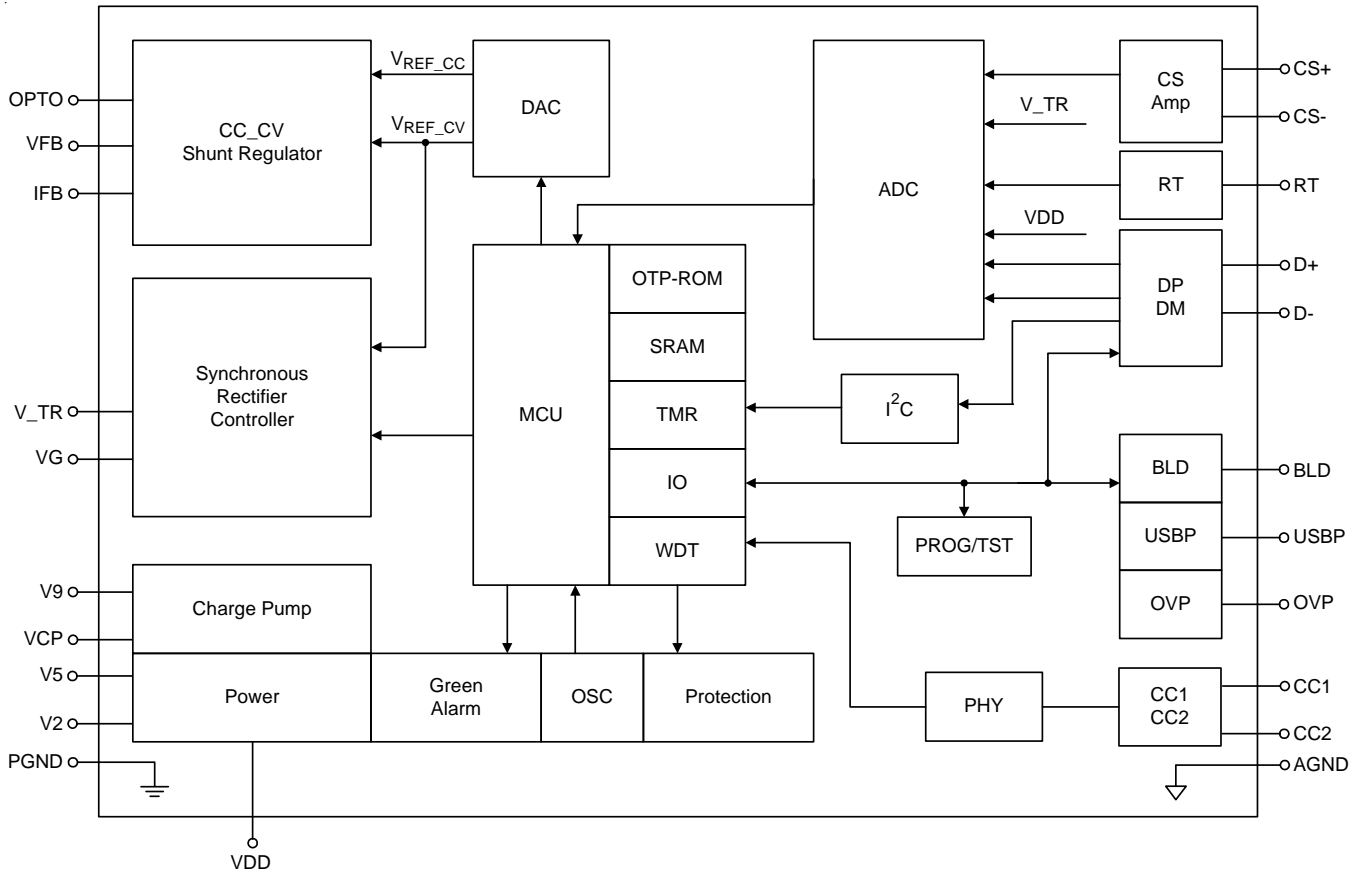 OPTO
VFB
IFB
CC_CV
Shunt Regulator
VREF_CC
VREF_CV
DAC
ADC
V_TR
VDD
CS
Amp
RT
DP
DM
CS+
CS-
RT
D+
D-
V_TR
VG
Synchronous
Rectifier
Controller
MCU
OTP-ROM
SRAM
TMR
IO
WDT
I2C
PROG/TST
BLD
USBP
OVP
BLD
USBP
OVP
V9
VCP
V5
V2
PGND
Charge Pump
Power
Green
Alarm
OSC
Protection
PHY
CC1
CC2
CC1
CC2
AGND
VDD